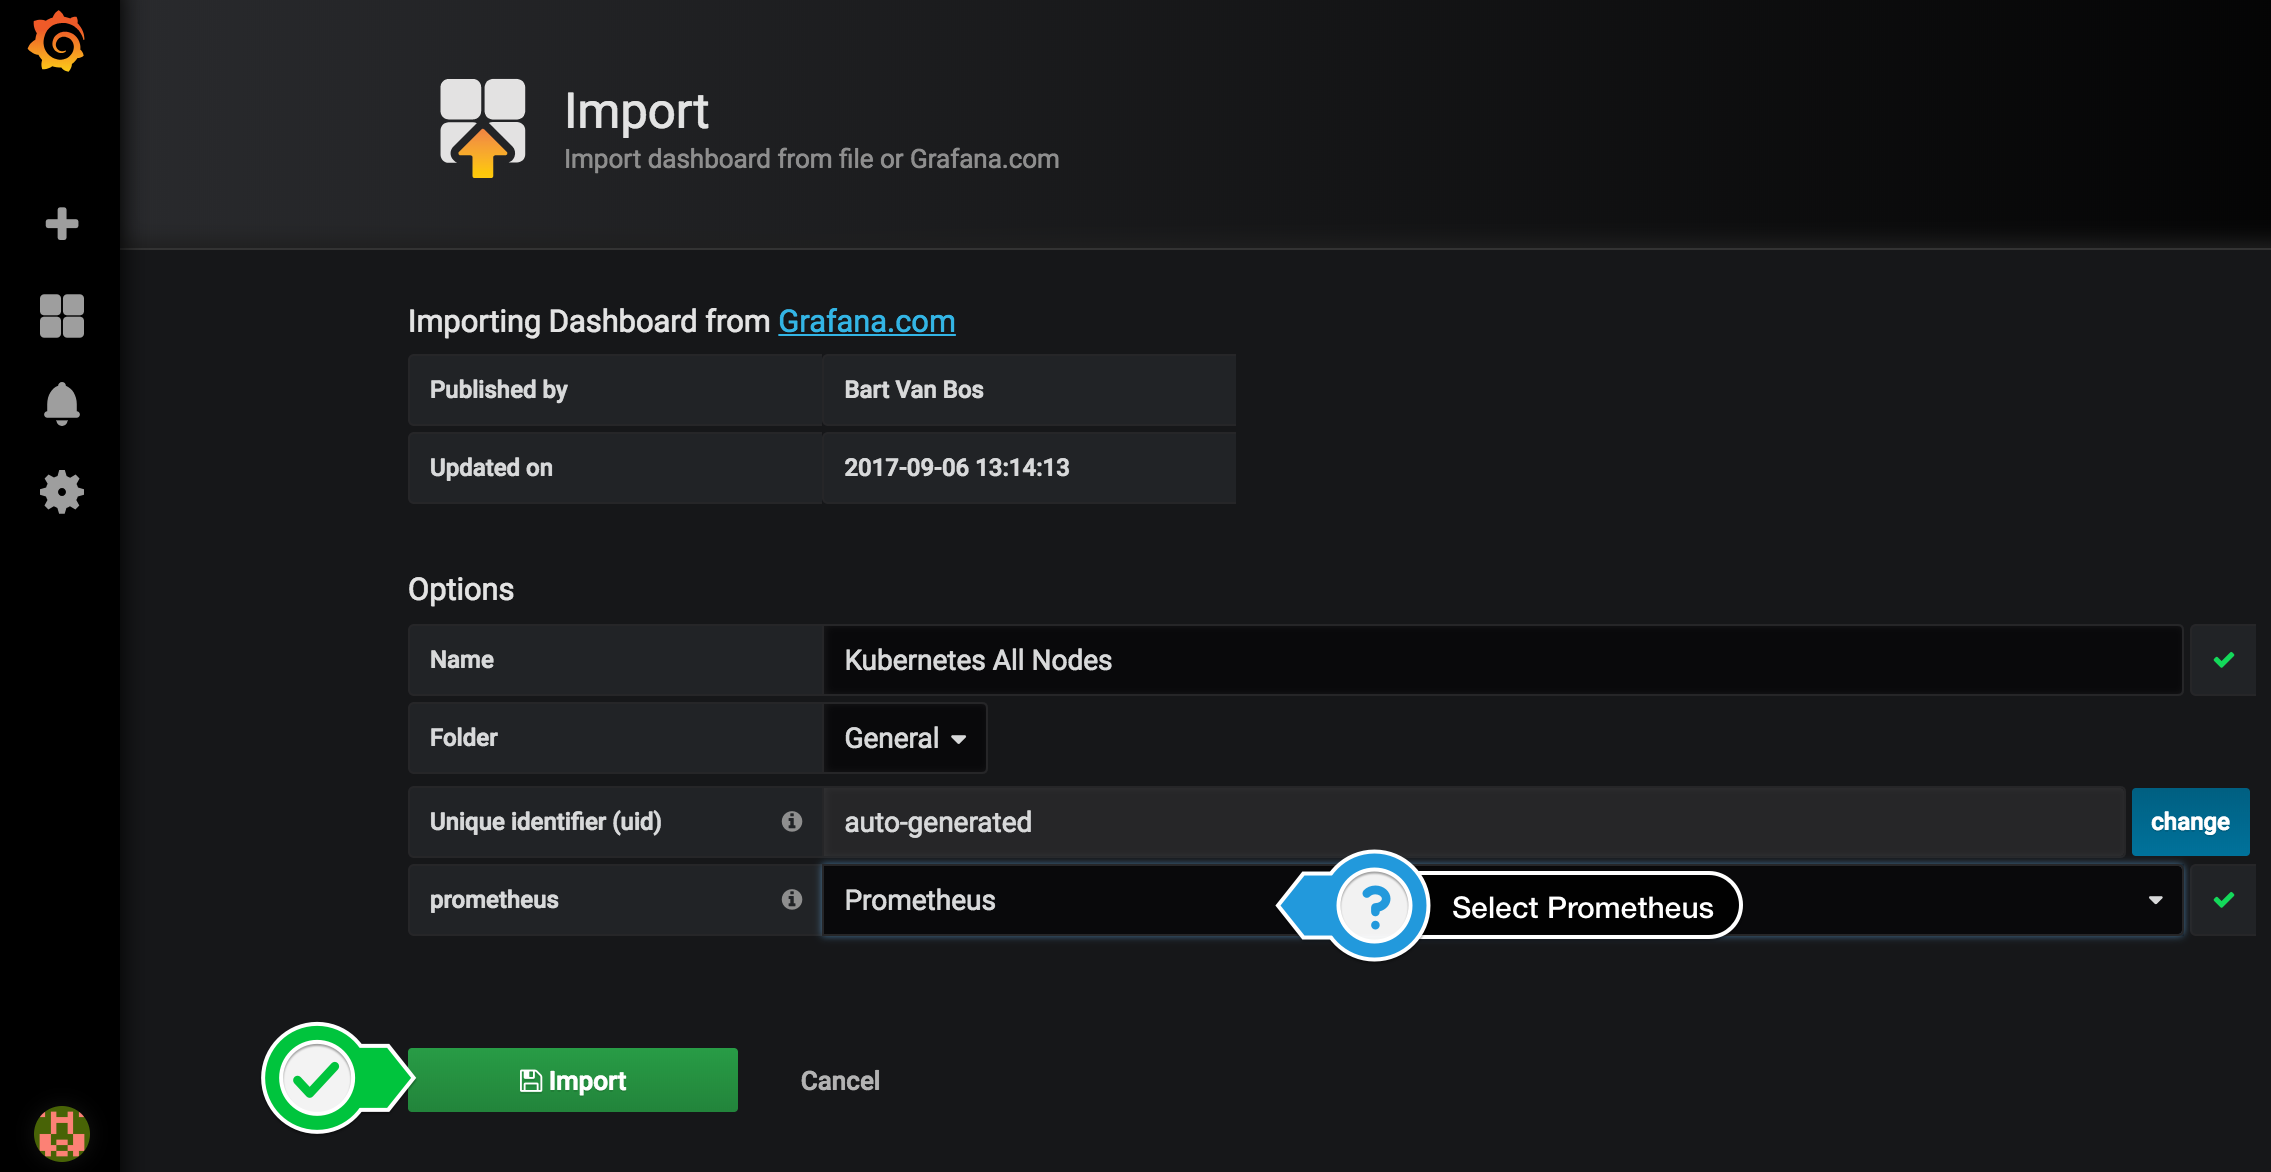 Import
Import dashboard from file or Grafana.com
Importing Dashboard from Grafana.com
Published by Bart Van Bos
Updated on 2017-09-06 13:14:13
Options
Name Kubernetes All Nodes
Folder General
Unique identifier (uid) auto-generated change
prometheus Prometheus Select Prometheus
Import Cancel